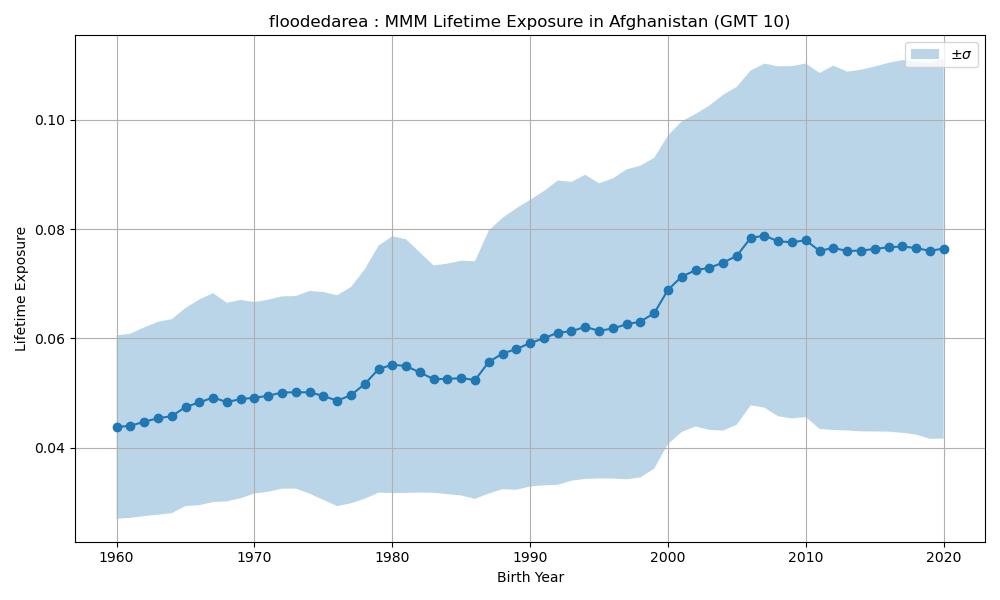 floodedarea : MMM Lifetime Exposure in Afghanistan (GMT 10)
±σ
Lifetime Exposure
0.10
0.08
0.06
0.04
1960 1970 1980 1990 2000 2010 2020
Birth Year